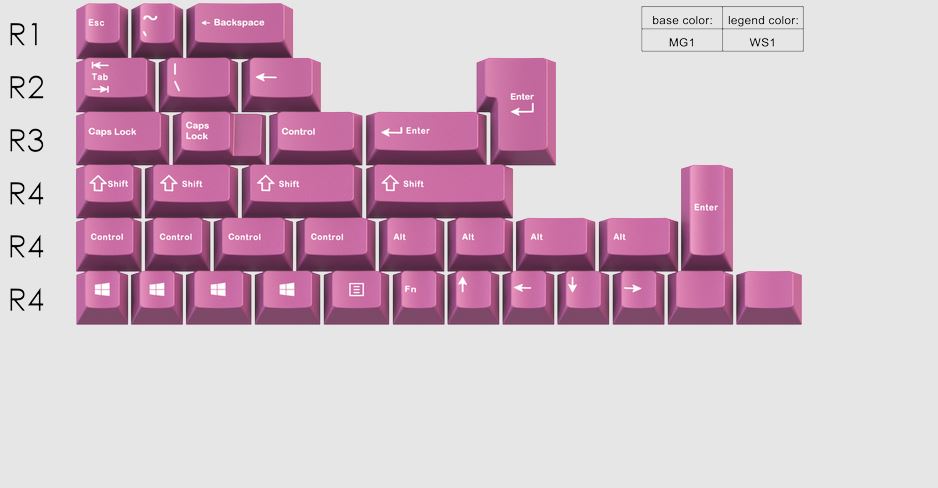 R1 Esc ~ ` ← Backspace
base color: legend color:
MG1 WS1
R2 Tab | \ ← Enter
R3 Caps Lock Caps Lock Control Enter
R4 Shift Shift Shift Shift Enter
R4 Control Control Control Control Alt Alt Alt Alt
R4 Fn ↑ ← ↓ →